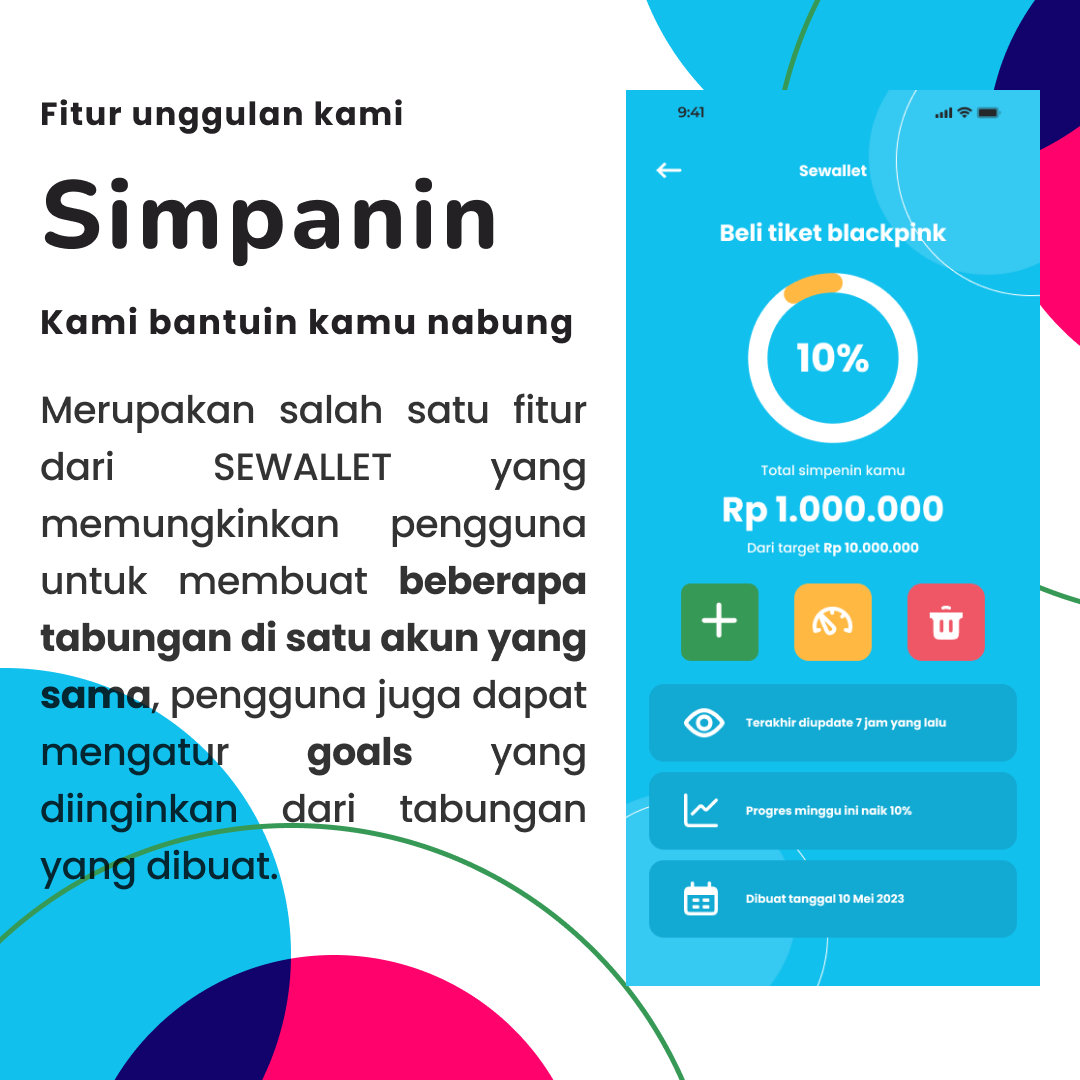 Fitur unggulan kami
Simpanin
Kami bantuin kamu nabung
Merupakan salah satu fitur
dari SEWALLET yang
memungkinkan pengguna
untuk membuat beberapa
tabungan di satu akun yang
sama, pengguna juga dapat
mengatur goals yang
diinginkan dari tabungan
yang dibuat.
9:41
Sewallet
Beli tiket blackpink
10%
Total simpenin kamu
Rp 1.000.000
Dari target Rp 10.000.000
Terakhir diupdate 7 jam yang lalu
Progres minggu ini naik 10%
Dibuat tanggal 10 Mei 2023